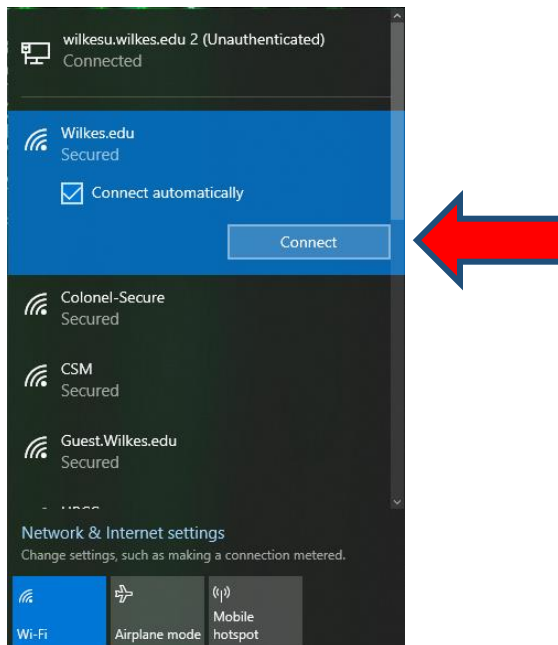 wilkesu.wilkes.edu 2 (Unauthenticated)
Connected
Wilkes.edu
Secured
Connect automatically
Connect
Colonel-Secure
Secured
CSM
Secured
Guest.Wilkes.edu
Secured
Network & Internet settings
Change settings, such as making a connection metered.
Wi-Fi
Airplane mode
Mobile
hotspot